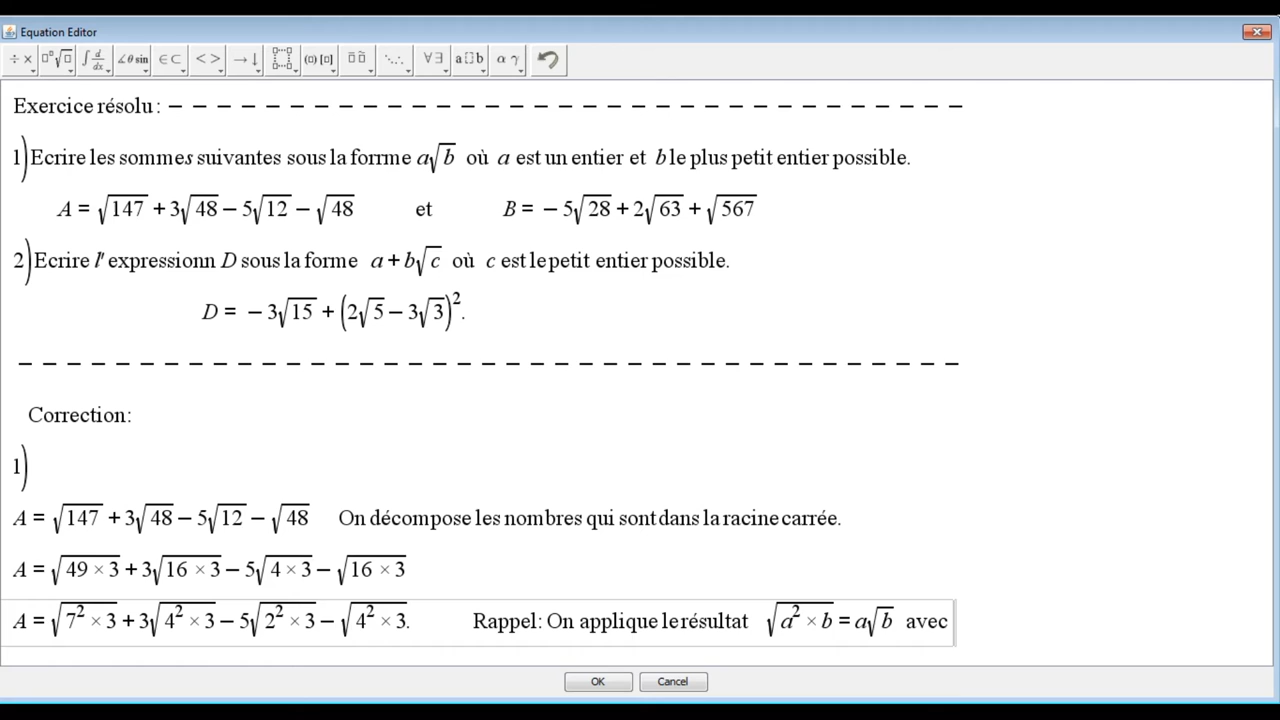 Equation Editor
÷ × □□√□ ∫ d/dx ∠θ sin ∈⊂ < > →↓ (□) [□] ∀∃ a b α γ
Exercice résolu : – – – – – – – – – – – – – – – – – – – – – – – – – – – – – – – – –
1) Ecrire les sommes suivantes sous la forrme a√b où a est un entier et b le plus petit entier possible.
A = √147 + 3√48 − 5√12 − √48 et B = − 5√28 + 2√63 + √567
2) Ecrire l' expressionn D sous la forme a + b√c où c est le petit entier possible.
D = − 3√15 + (2√5 − 3√3)².
– – – – – – – – – – – – – – – – – – – – – – – – – – – – – – – – – – – – – – –
Correction:
1)
A = √147 + 3√48 − 5√12 − √48 On décompose les nombres qui sont dans la racine carrée.
A = √(49 × 3) + 3√(16 × 3) − 5√(4 × 3) − √(16 × 3)
A = √(7² × 3) + 3√(4² × 3) − 5√(2² × 3) − √(4² × 3). Rappel: On applique le résultat √(a² × b) = a√b avec
OK Cancel